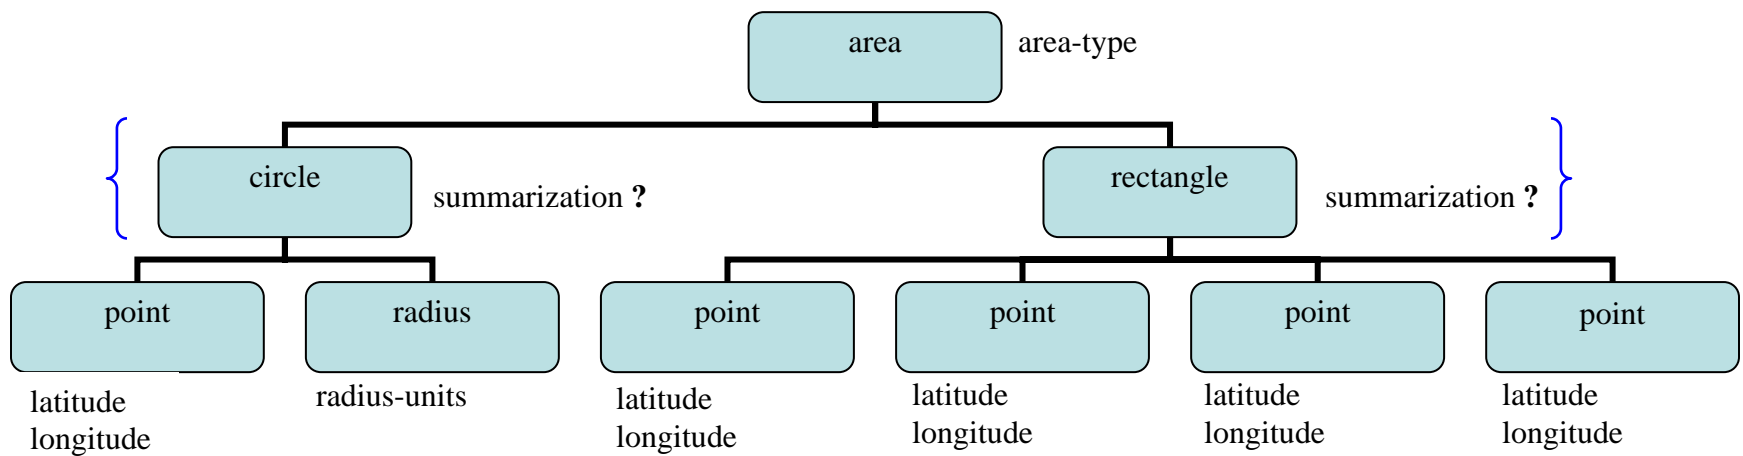 area
area-type
circle
summarization ?
rectangle
summarization ?
point
radius
point
point
point
point
latitude
longitude
radius-units
latitude
longitude
latitude
longitude
latitude
longitude
latitude
longitude